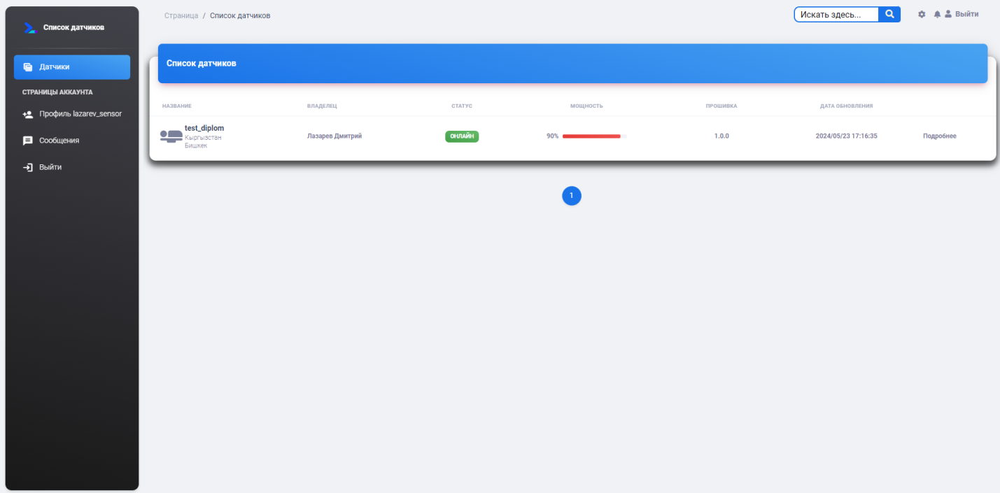 Список датчиков
Датчики
СТРАНИЦЫ АККАУНТА
Профиль lazarev_sensor
Сообщения
Выйти
Страница / Список датчиков
Искать здесь...
Выйти
Список датчиков
НАЗВАНИЕ ВЛАДЕЛЕЦ СТАТУС МОЩНОСТЬ ПРОШИВКА ДАТА ОБНОВЛЕНИЯ
test_diplom
Кыргызстан
Бишкек
Лазарев Дмитрий ОНЛАЙН 90% 1.0.0 2024/05/23 17:16:35 Подробнее
1